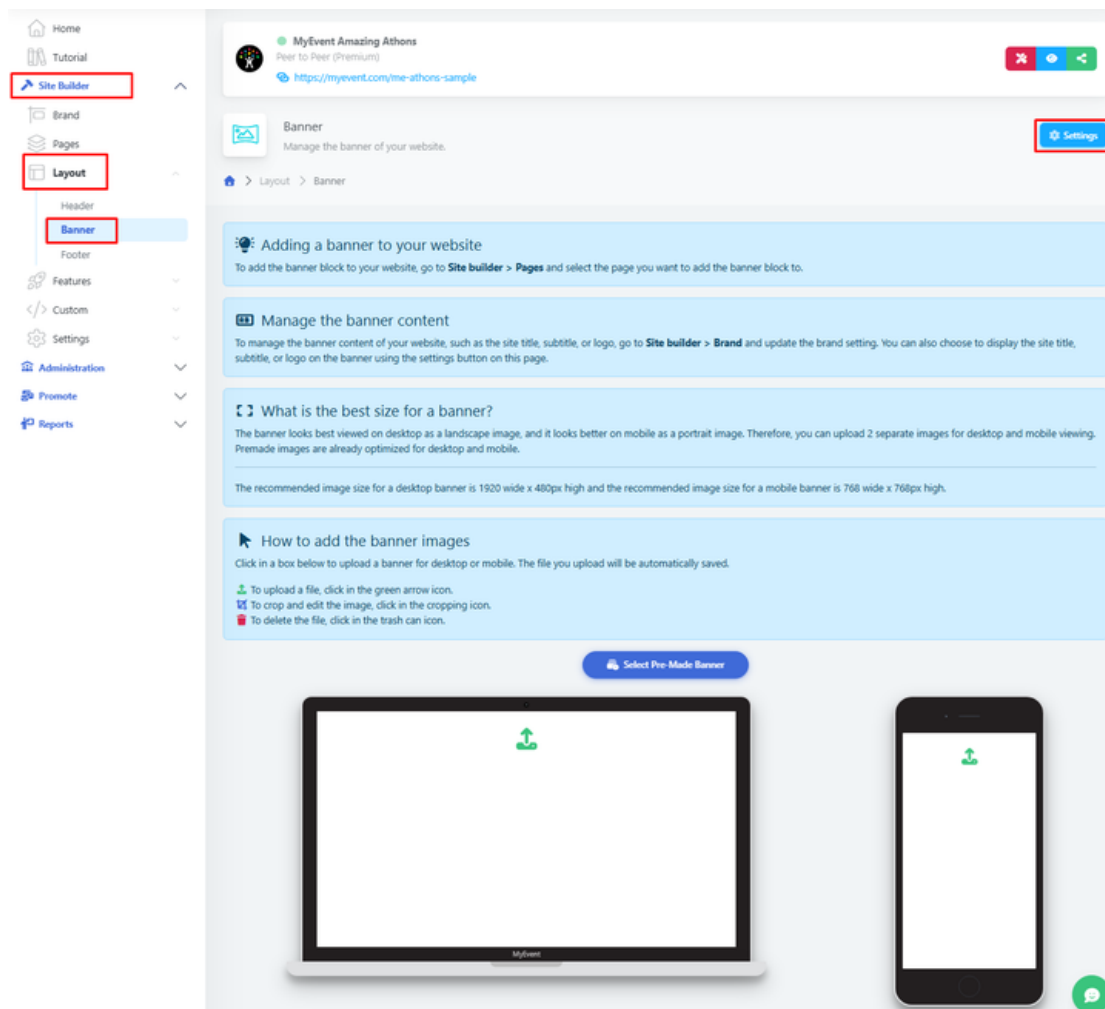 Home
Tutorial
Site Builder
Brand
Pages
Layout
Header
Banner
Footer
Features
Custom
Settings
Administration
Promote
Reports
MyEvent Amazing Athons
Peer to Peer (Premium)
https://myevent.com/me-athons-sample
Banner
Manage the banner of your website.
Settings
> Layout > Banner
Adding a banner to your website
To add the banner block to your website, go to Site builder > Pages and select the page you want to add the banner block to.
Manage the banner content
To manage the banner content of your website, such as the site title, subtitle, or logo, go to Site builder > Brand and update the brand setting. You can also choose to display the site title,
subtitle, or logo on the banner using the settings button on this page.
What is the best size for a banner?
The banner looks best viewed on desktop as a landscape image, and it looks better on mobile as a portrait image. Therefore, you can upload 2 separate images for desktop and mobile viewing.
Premade images are already optimized for desktop and mobile.
The recommended image size for a desktop banner is 1920 wide x 480px high and the recommended image size for a mobile banner is 768 wide x 768px high.
How to add the banner images
Click in a box below to upload a banner for desktop or mobile. The file you upload will be automatically saved.
To upload a file, click in the green arrow icon.
To crop and edit the image, click in the cropping icon.
To delete the file, click in the trash can icon.
Select Pre-Made Banner
MyEvent